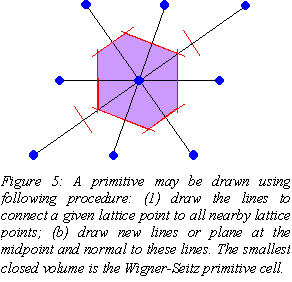 Figure 5: A primitive may be drawn using
following procedure: (1) draw the lines to
connect a given lattice point to all nearby lattice
points; (b) draw new lines or plane at the
midpoint and normal to these lines. The smallest
closed volume is the Wigner-Seitz primitive cell.